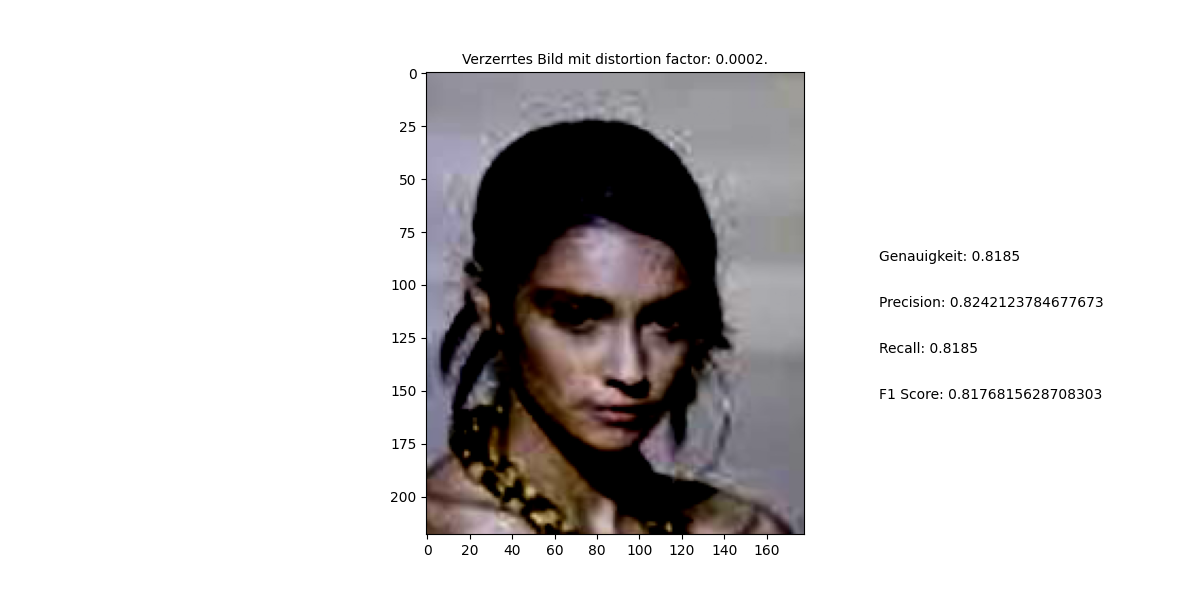 Verzerrtes Bild mit distortion factor: 0.0002.
0
25
50
75
100
125
150
175
200
0 20 40 60 80 100 120 140 160
Genauigkeit: 0.8185
Precision: 0.8242123784677673
Recall: 0.8185
F1 Score: 0.8176815628708303